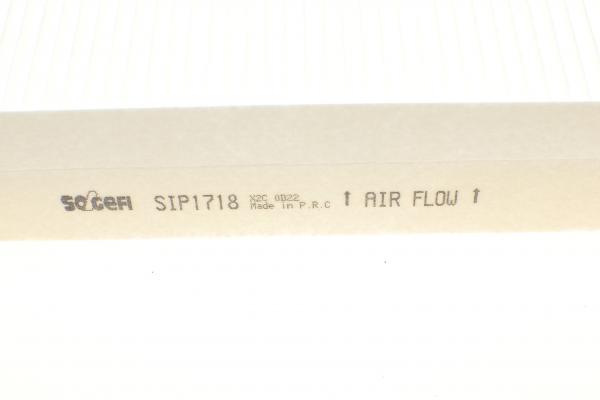 SOGEFI SIP1718 X2C 0B22
Made in P.R.C ↑ AIR FLOW ↑